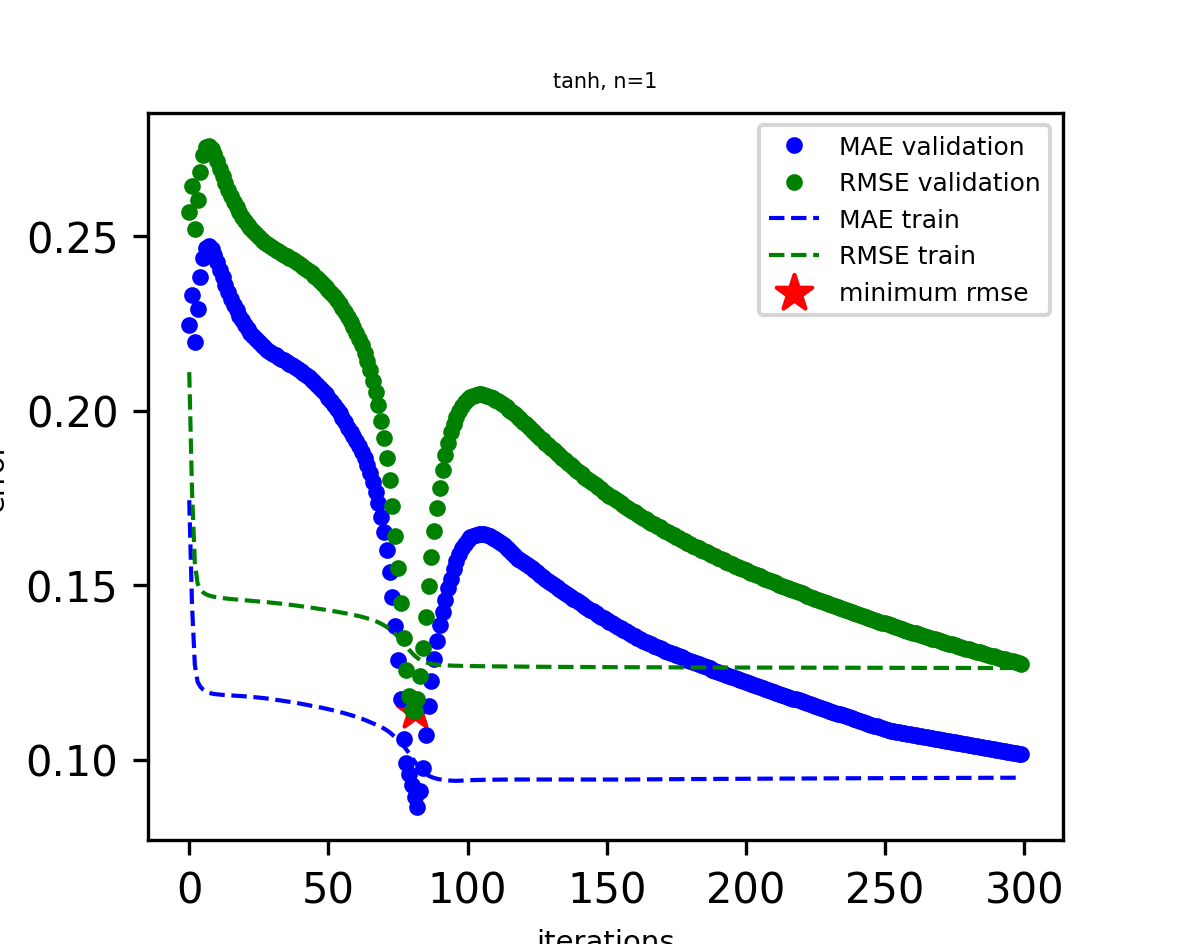 tanh, n=1
MAE validation
RMSE validation
MAE train
RMSE train
minimum rmse
0.25
0.20
0.15
0.10
error
0 50 100 150 200 250 300
iterations